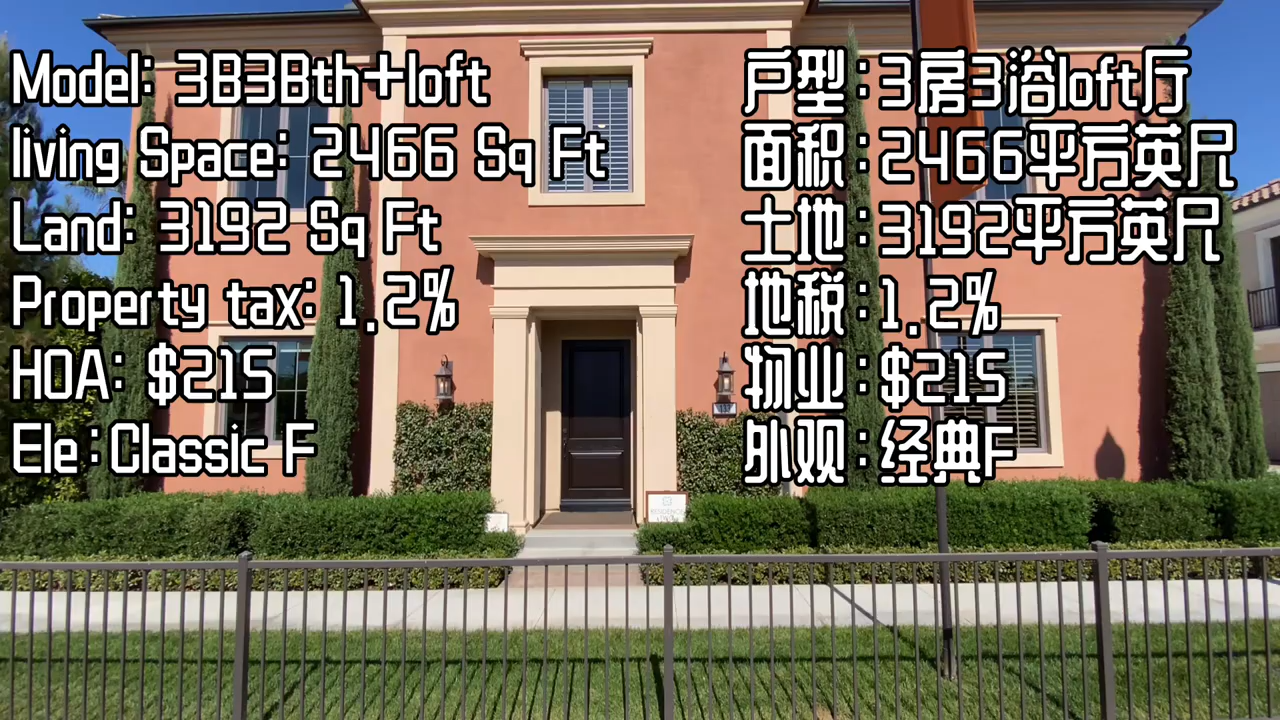 Model: 3B3Bth+loft
living Space: 2466 Sq Ft
Land: 3192 Sq Ft
Property tax: 1.2%
HOA: $215
Ele:Classic F
户型:3房3浴loft厅
面积:2466平方英尺
土地:3192平方英尺
地税:1.2%
物业:$215
外观:经典F
137
RESIDENCE